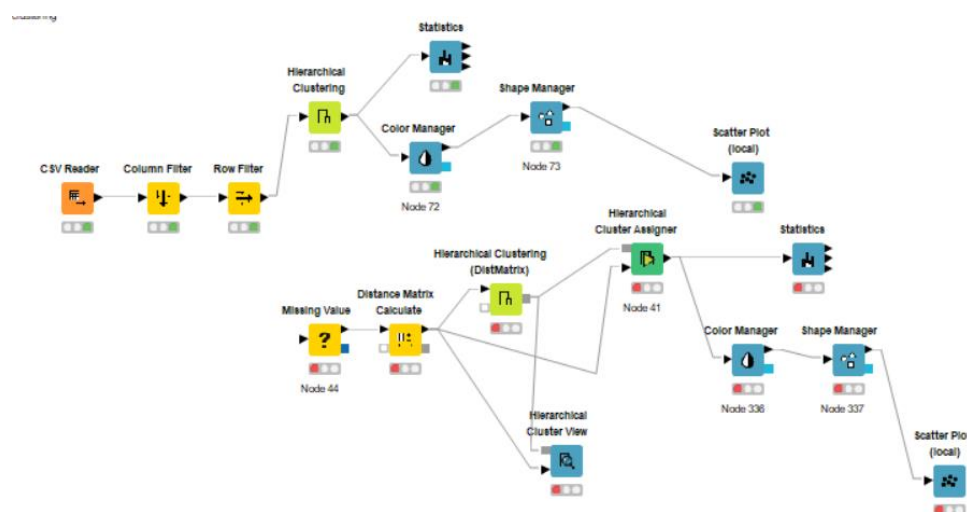 Statistics
Hierarchical
Clustering
Shape Manager
Color Manager
Scatter Plot
(local)
CSV Reader
Column Filter
Row Filter
Node 73
Node 72
Hierarchical
Cluster Assigner
Statistics
Hierarchical Clustering
(DistMatrix)
Missing Value
Distance Matrix
Calculate
Node 41
Color Manager
Shape Manager
Node 44
Node 336
Node 337
Hierarchical
Cluster View
Scatter Plo
(local)